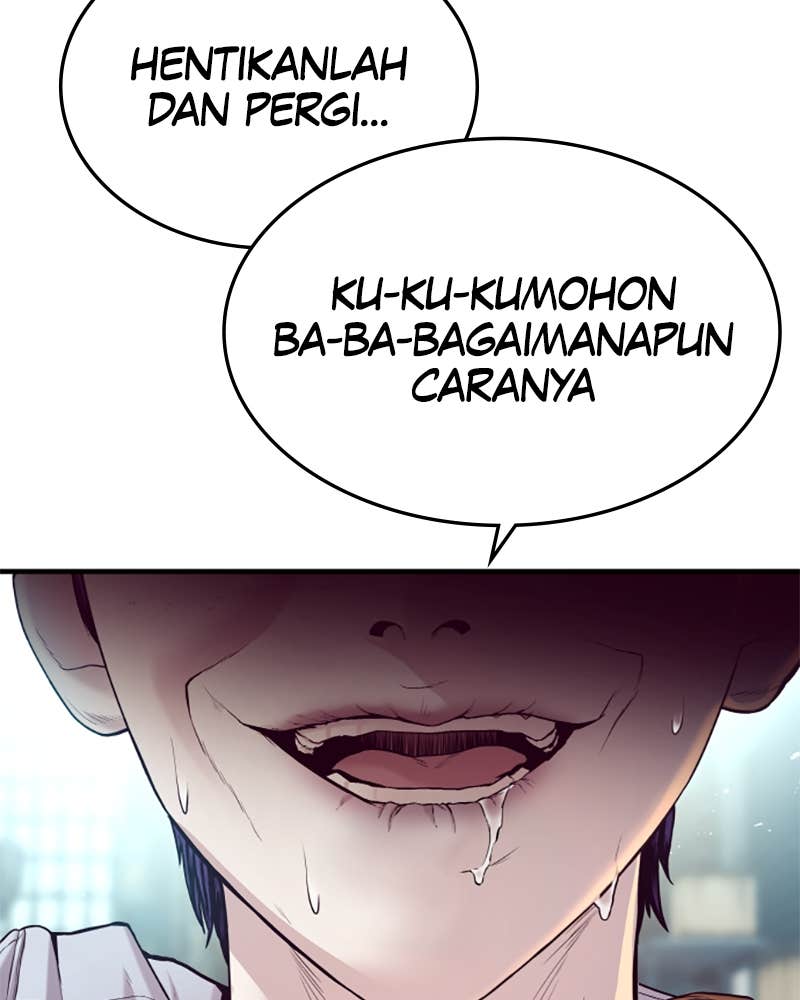 HENTIKANLAH
DAN PERGI...
KU-KU-KUMOHON
BA-BA-BAGAIMANAPUN
CARANYA